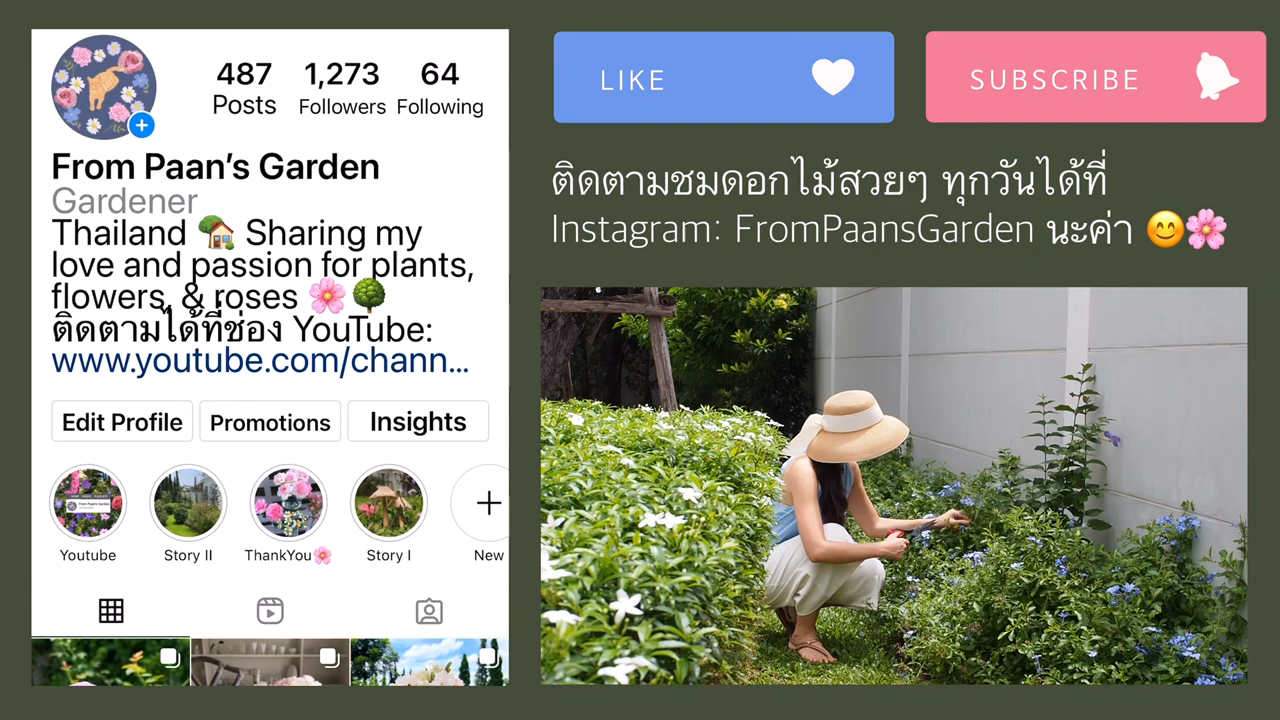 487 1,273 64
Posts Followers Following
From Paan's Garden
Gardener
Thailand 🏡 Sharing my
love and passion for plants,
flowers, & roses 🌸🌳
ติดตามได้ที่ช่อง YouTube:
www.youtube.com/chann...
Edit Profile Promotions Insights
Youtube Story II ThankYou🌸 Story I New
LIKE
SUBSCRIBE
ติดตามชมดอกไม้สวยๆ ทุกวันได้ที่
Instagram: FromPaansGarden นะค่า 😊🌸